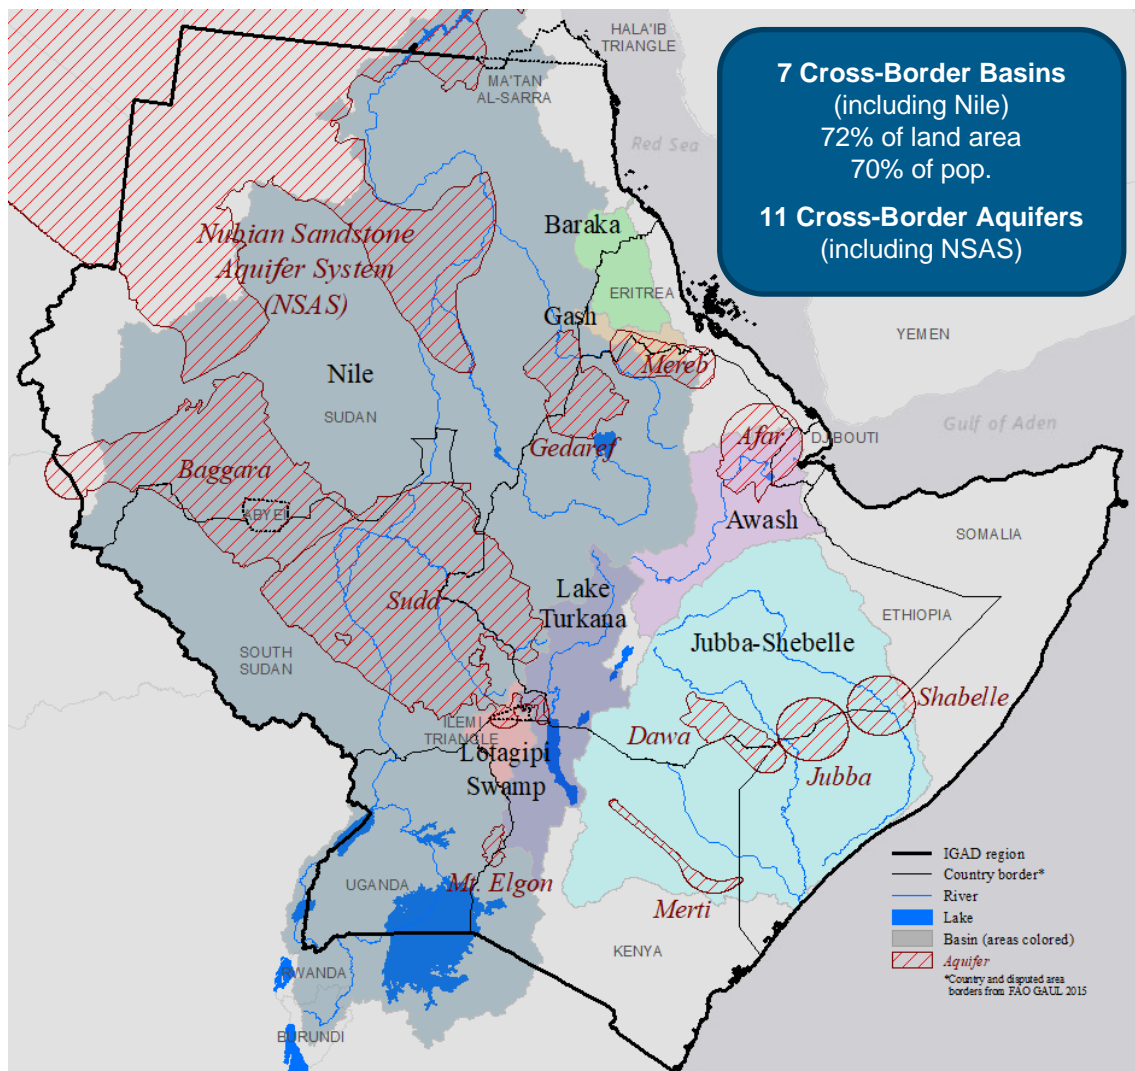 HALA'IB
TRIANGLE
MA'TAN
AL-SARRA
Red Sea
7 Cross-Border Basins
(including Nile)
72% of land area
70% of pop.
11 Cross-Border Aquifers
(including NSAS)
Nubian Sandstone
Aquifer System
(NSAS)
Baraka
ERITREA
Gash
Mereb
YEMEN
Nile
SUDAN
Gulf of Aden
Afar
DJIBOUTI
Gedaref
Baggara
ABYEI
Awash
SOMALIA
Sudd
Lake
Turkana
ETHIOPIA
Jubba-Shebelle
SOUTH
SUDAN
Shabelle
ILEMI
TRIANGLE
Dawa
Jubba
Lotagipi
Swamp
UGANDA
Mt. Elgon
Merti
KENYA
RWANDA
BURUNDI
IGAD region
Country border*
River
Lake
Basin (areas colored)
Aquifer
*Country and disputed area
borders from FAO GAUL 2015